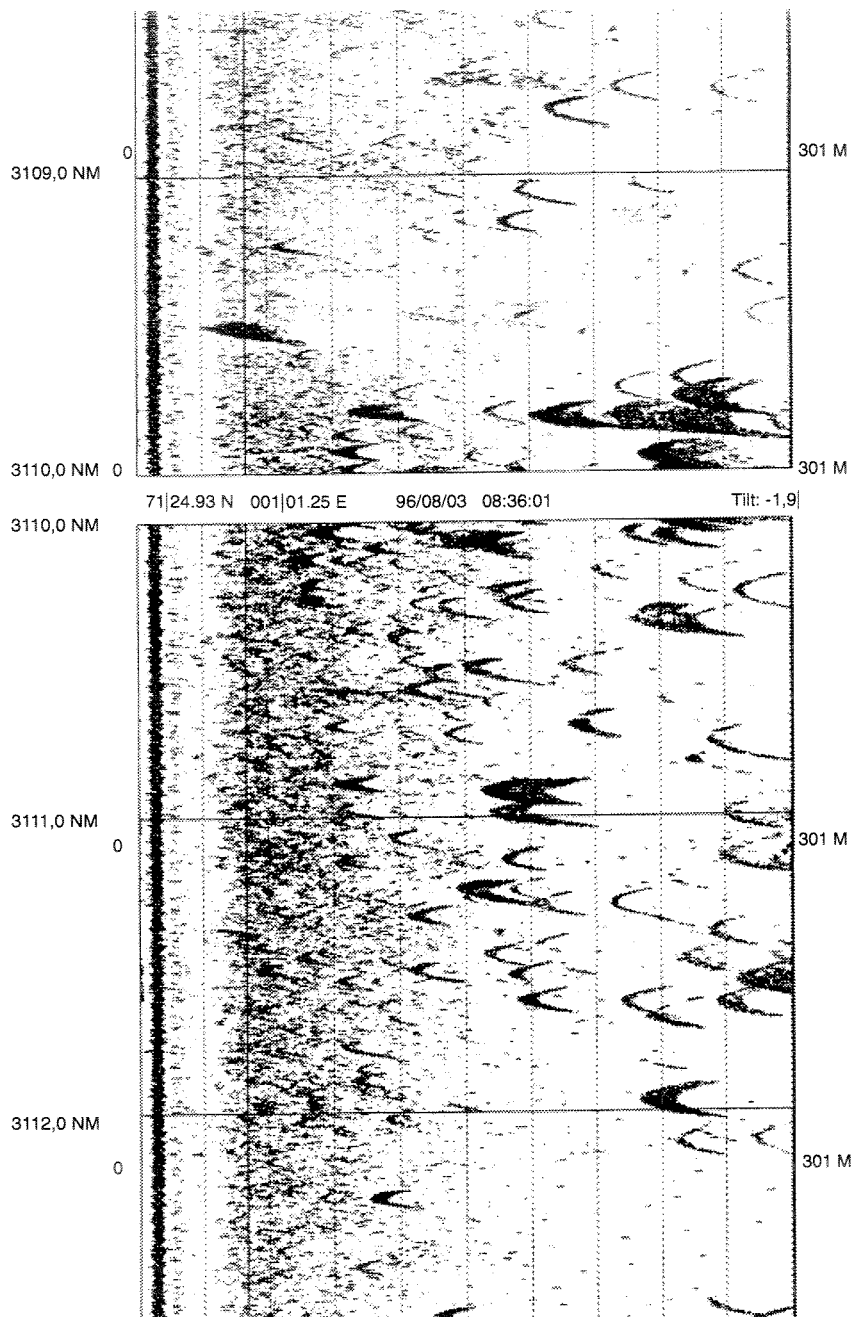 0 301 M
3109,0 NM
3110,0 NM 0 301 M
71|24.93 N 001|01.25 E 96/08/03 08:36:01 Tilt: -1,9|
3110,0 NM
3111,0 NM
0 301 M
3112,0 NM
0 301 M